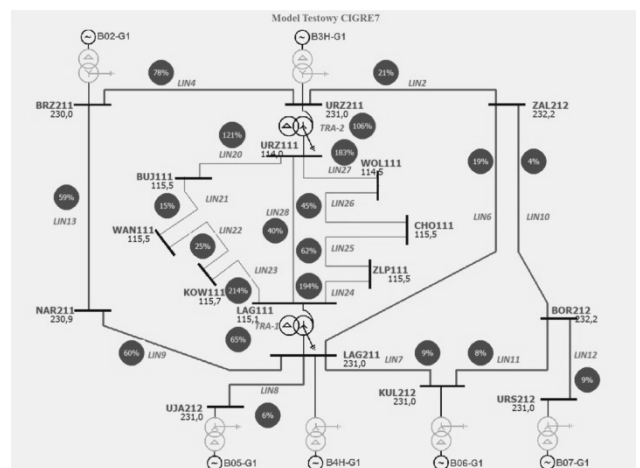 Model Testowy CIGRE7
B02-G1
B3H-G1
78%
LIN4
21%
LIN2
BRZ211
230,0
URZ211
231,0
ZAL212
232,2
TRA-2
106%
121%
URZ111
114,0
183%
LIN20
LIN27
BUJ111
115,5
WOL111
114,5
19%
4%
59%
LIN13
15%
LIN21
45%
LIN26
LIN6
LIN10
LIN28
40%
CHO111
115,5
WAN111
115,5
25%
LIN22
62%
LIN25
KOW111
115,7
LIN23
ZLP111
115,5
214%
194%
LIN24
LAG111
115,1
NAR211
230,9
TRA-1
65%
BOR212
232,2
60%
LIN9
LAG211
231,0
LIN7
9%
8%
LIN11
LIN12
9%
LIN8
KUL212
231,0
URS212
231,0
UJA212
231,0
6%
B05-G1
B4H-G1
B06-G1
B07-G1